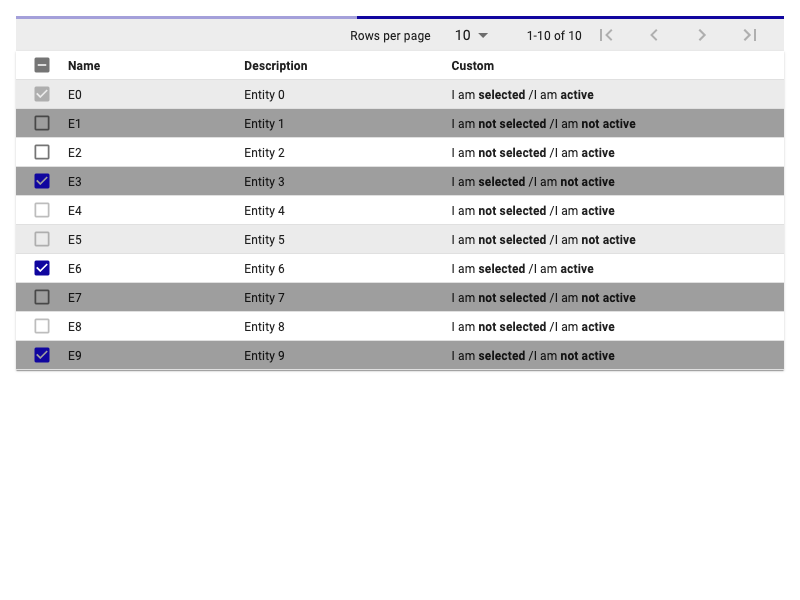 Rows per page 10 1-10 of 10
Name Description Custom
E0 Entity 0 I am selected /I am active
E1 Entity 1 I am not selected /I am not active
E2 Entity 2 I am not selected /I am active
E3 Entity 3 I am selected /I am not active
E4 Entity 4 I am not selected /I am active
E5 Entity 5 I am not selected /I am not active
E6 Entity 6 I am selected /I am active
E7 Entity 7 I am not selected /I am not active
E8 Entity 8 I am not selected /I am active
E9 Entity 9 I am selected /I am not active